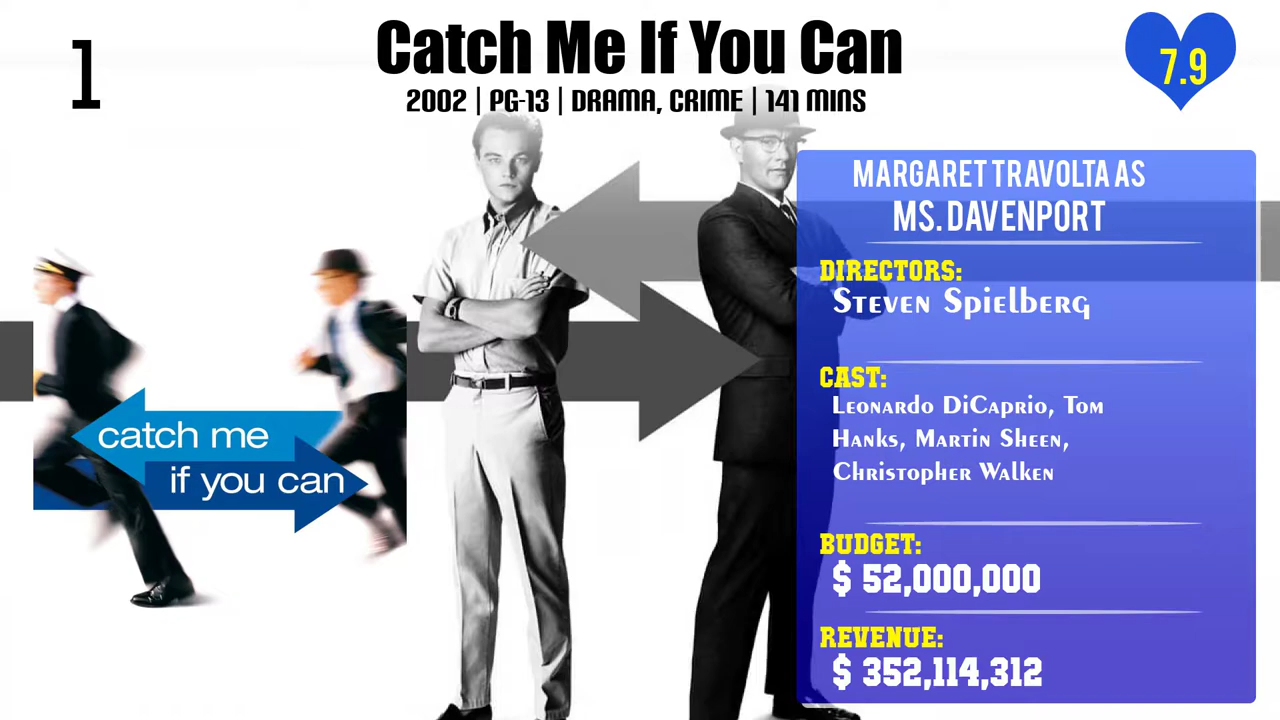 1
Catch Me If You Can
7.9
2002 | PG-13 | DRAMA, CRIME | 141 MINS
MARGARET TRAVOLTA AS
MS. DAVENPORT
DIRECTORS:
Steven Spielberg
CAST:
Leonardo DiCaprio, Tom
Hanks, Martin Sheen,
Christopher Walken
BUDGET:
$ 52,000,000
REVENUE:
$ 352,114,312
catch me
if you can